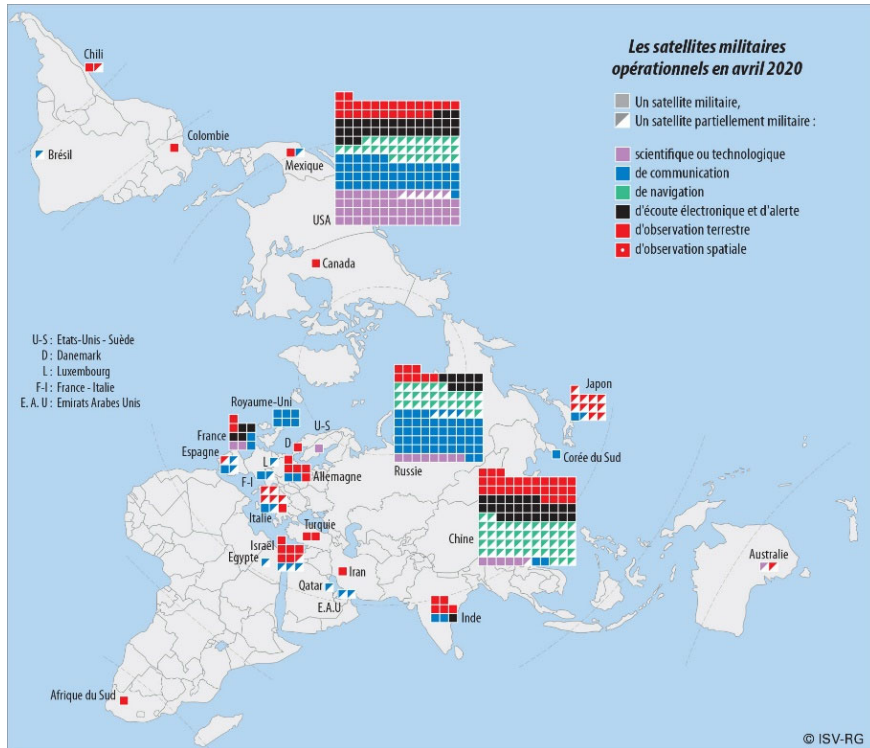 Les satellites militaires
opérationnels en avril 2020
Un satellite militaire,
Un satellite partiellement militaire :
scientifique ou technologique
de communication
de navigation
d'écoute électronique et d'alerte
d'observation terrestre
d'observation spatiale
Chili
Brésil
Colombie
Mexique
USA
Canada
U-S : Etats-Unis - Suède
D : Danemark
L : Luxembourg
F-I : France - Italie
E. A. U : Emirats Arabes Unis
Royaume-Uni
U-S
France
D
Espagne
L
Allemagne
F-I
Italie
Turquie
Israël
Egypte
Iran
Qatar
E.A.U
Inde
Russie
Japon
Corée du Sud
Chine
Australie
Afrique du Sud
© ISV-RG